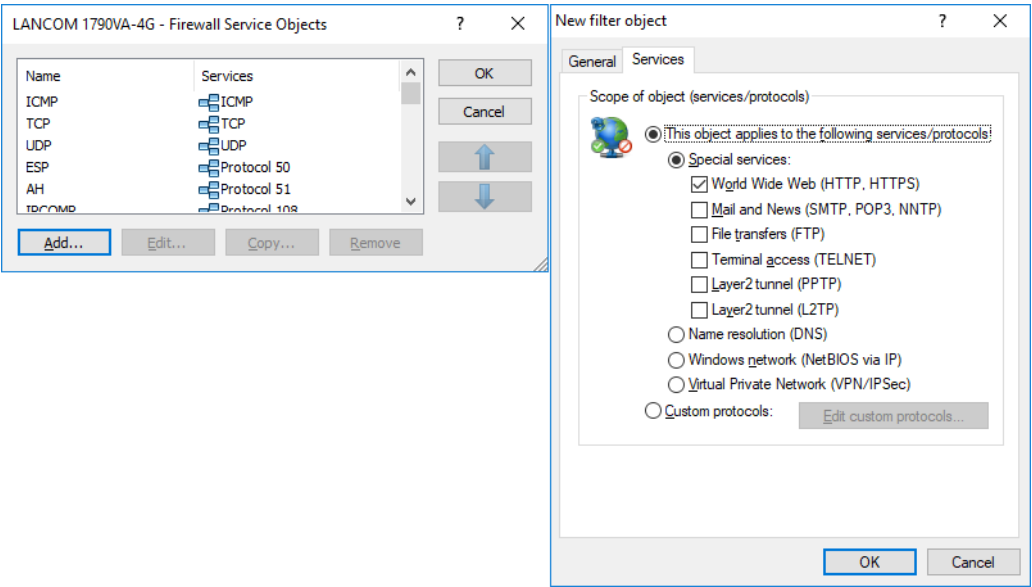 LANCOM 1790VA-4G - Firewall Service Objects
?
Name Services
ICMP ICMP
TCP TCP
UDP UDP
ESP Protocol 50
AH Protocol 51
IPCOMP Protocol 108
OK
Cancel
Add... Edit... Copy... Remove
New filter object
?
General Services
Scope of object (services/protocols)
This object applies to the following services/protocols
Special services:
World Wide Web (HTTP, HTTPS)
Mail and News (SMTP, POP3, NNTP)
File transfers (FTP)
Terminal access (TELNET)
Layer2 tunnel (PPTP)
Layer2 tunnel (L2TP)
Name resolution (DNS)
Windows network (NetBIOS via IP)
Virtual Private Network (VPN/IPSec)
Custom protocols: Edit custom protocols...
OK Cancel